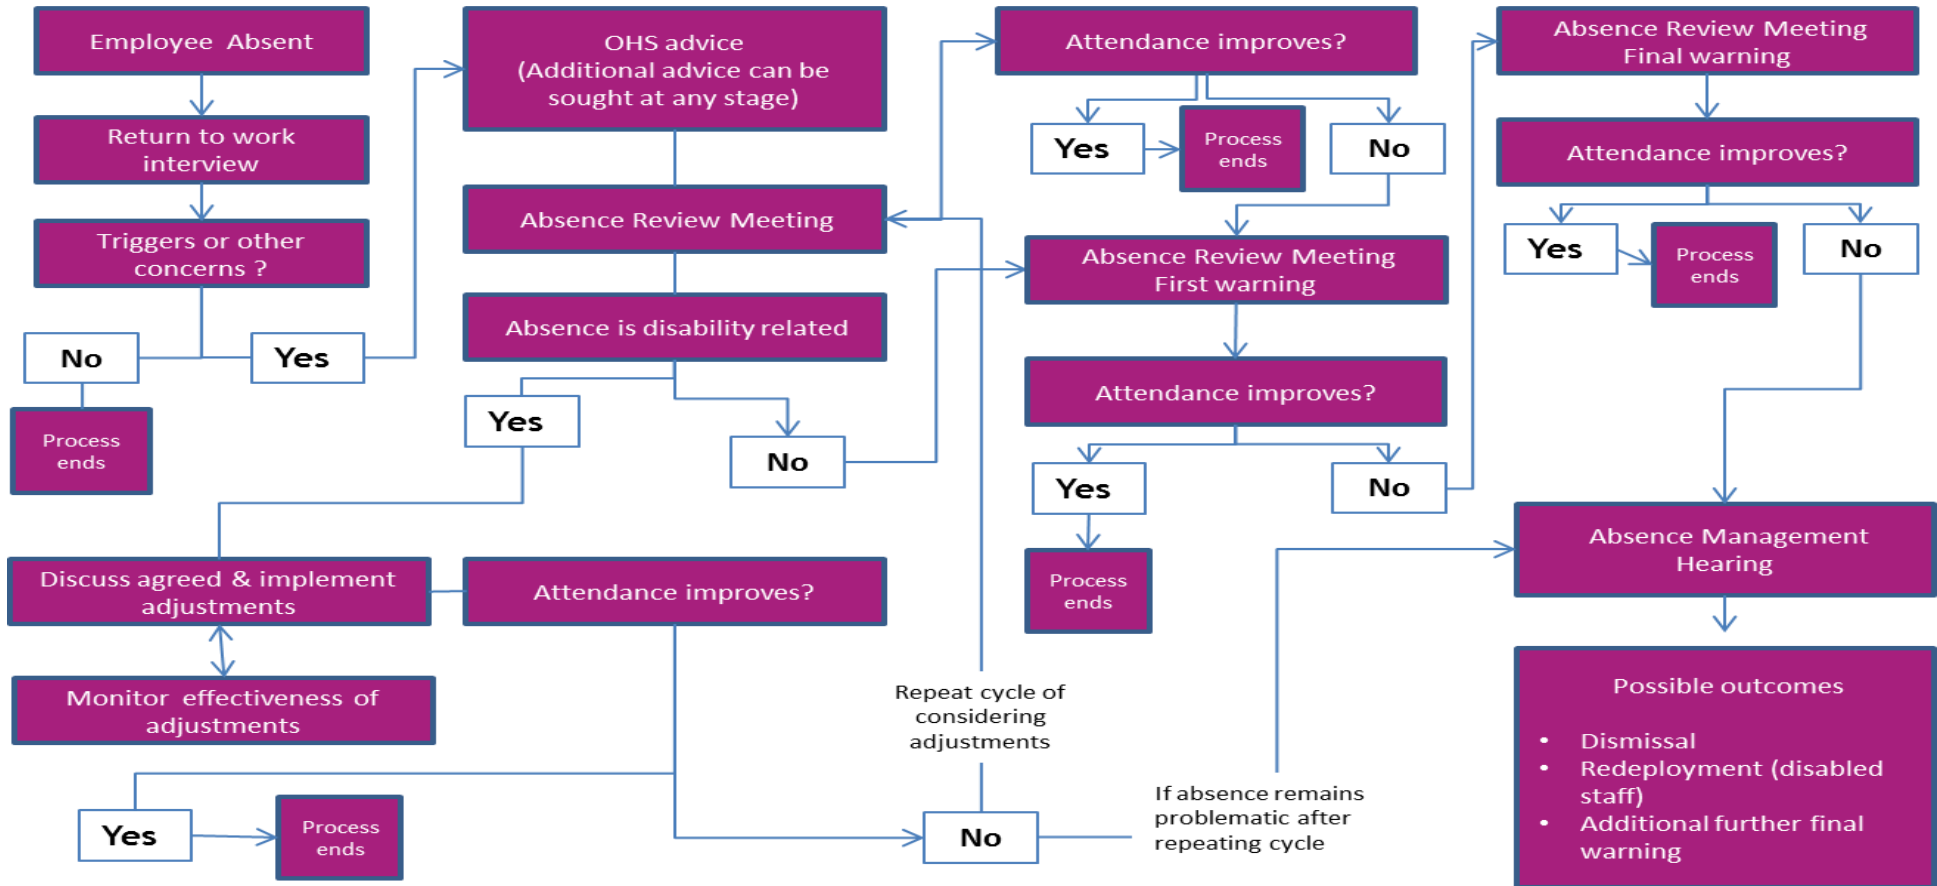 Employee Absent
Return to work
interview
Triggers or other
concerns ?
No
Yes
Process
ends
OHS advice
(Additional advice can be
sought at any stage)
Absence Review Meeting
Absence is disability related
Yes
No
Discuss agreed & implement
adjustments
Attendance improves?
Monitor effectiveness of
adjustments
Yes
Process
ends
No
Repeat cycle of
considering
adjustments
If absence remains
problematic after
repeating cycle
Attendance improves?
Yes
Process
ends
No
Absence Review Meeting
First warning
Attendance improves?
Yes
No
Process
ends
Absence Review Meeting
Final warning
Attendance improves?
Yes
Process
ends
No
Absence Management
Hearing
Possible outcomes
• Dismissal
• Redeployment (disabled
staff)
• Additional further final
warning